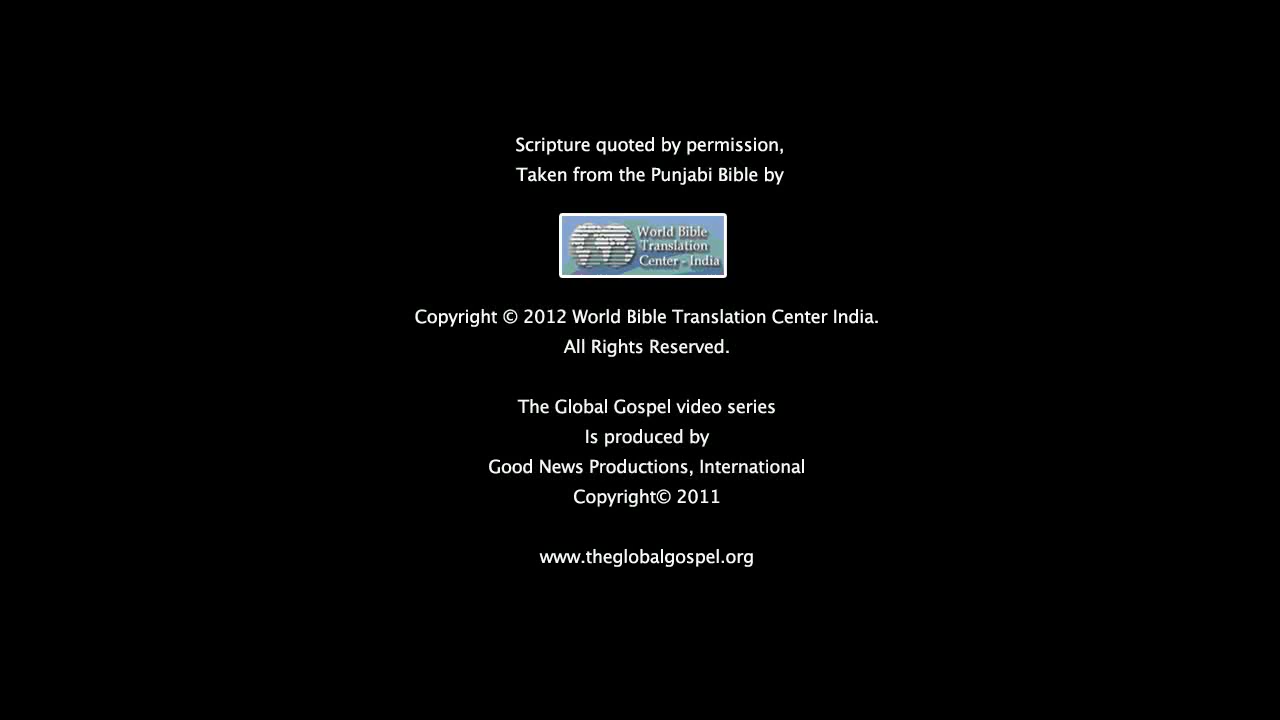 Scripture quoted by permission,
Taken from the Punjabi Bible by
World Bible
Translation
Center - India
Copyright © 2012 World Bible Translation Center India.
All Rights Reserved.
The Global Gospel video series
Is produced by
Good News Productions, International
Copyright© 2011
www.theglobalgospel.org